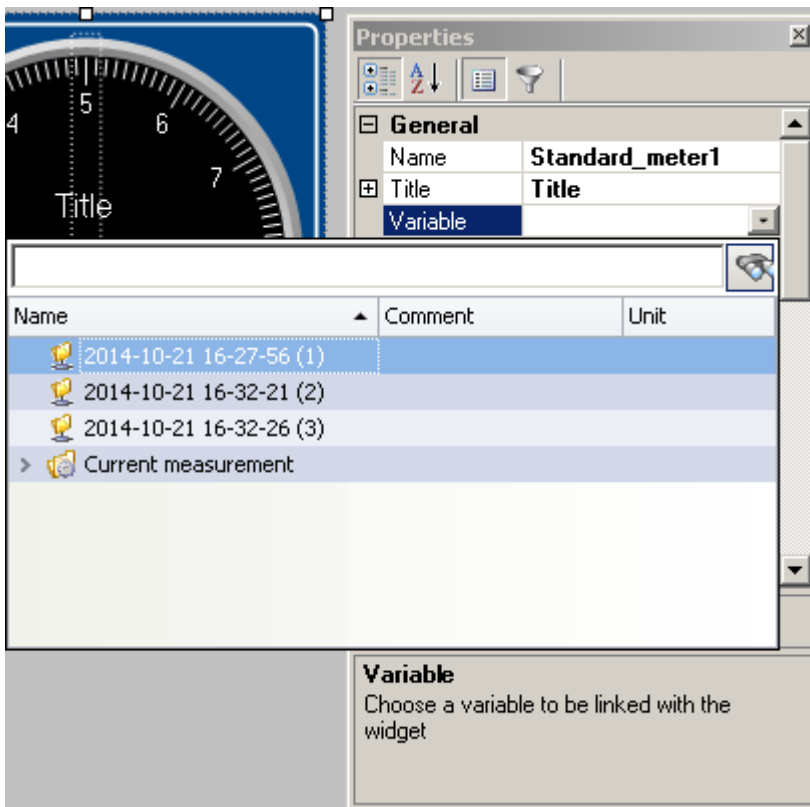 Properties
4
5
6
7
Title
General
Name Standard_meter1
Title Title
Variable
Name Comment Unit
2014-10-21 16-27-56 (1)
2014-10-21 16-32-21 (2)
2014-10-21 16-32-26 (3)
Current measurement
Variable
Choose a variable to be linked with the
widget